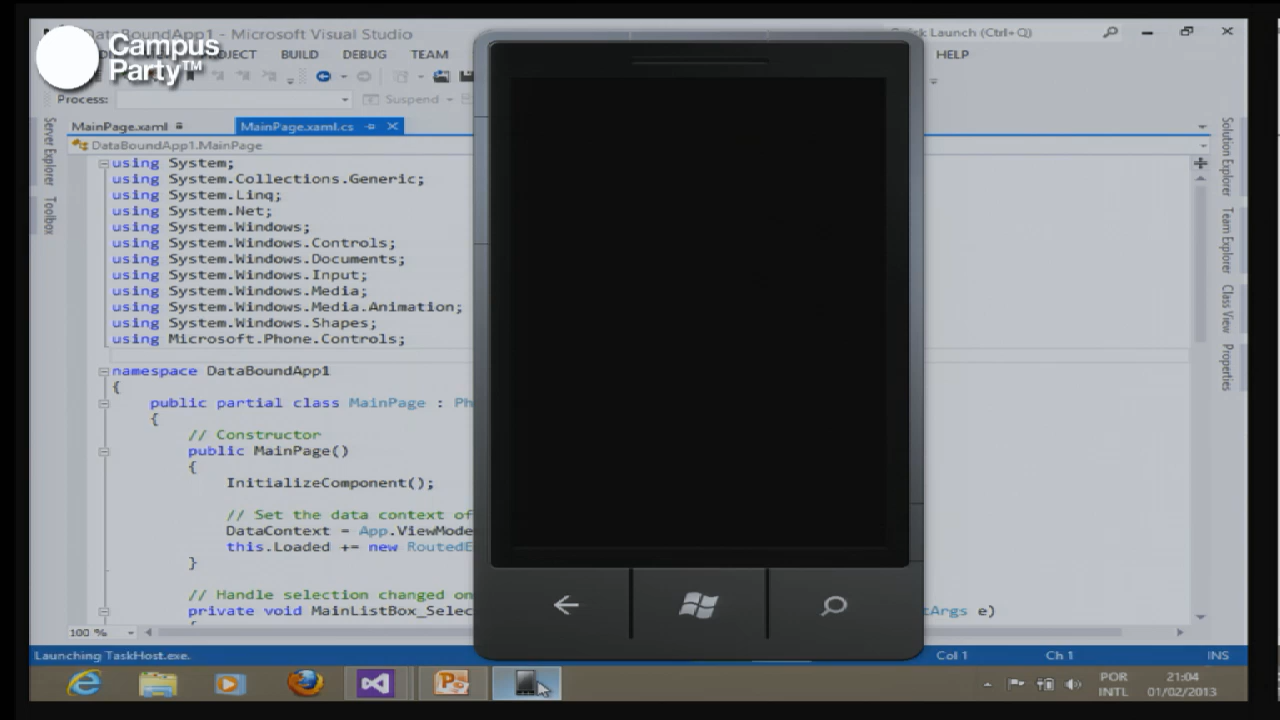 Campus
Party™
DataBoundApp1 - Microsoft Visual Studio
Quick Launch (Ctrl+Q)
BUILD DEBUG TEAM HELP
Process:
Suspend
MainPage.xaml
MainPage.xaml.cs
DataBoundApp1.MainPage
Server Explorer
Toolbox
Solution Explorer
Team Explorer
Class View
Properties
using System;
using System.Collections.Generic;
using System.Linq;
using System.Net;
using System.Windows;
using System.Windows.Controls;
using System.Windows.Documents;
using System.Windows.Input;
using System.Windows.Media;
using System.Windows.Media.Animation;
using System.Windows.Shapes;
using Microsoft.Phone.Controls;
namespace DataBoundApp1
{
public partial class MainPage : Ph
{
// Constructor
public MainPage()
{
InitializeComponent();
// Set the data context of
DataContext = App.ViewMode
this.Loaded += new RoutedE
}
// Handle selection changed on
private void MainListBox_Selec
tArgs e)
100 %
Launching TaskHost.exe.
Col 1
Ch 1
INS
POR
INTL
21:04
01/02/2013